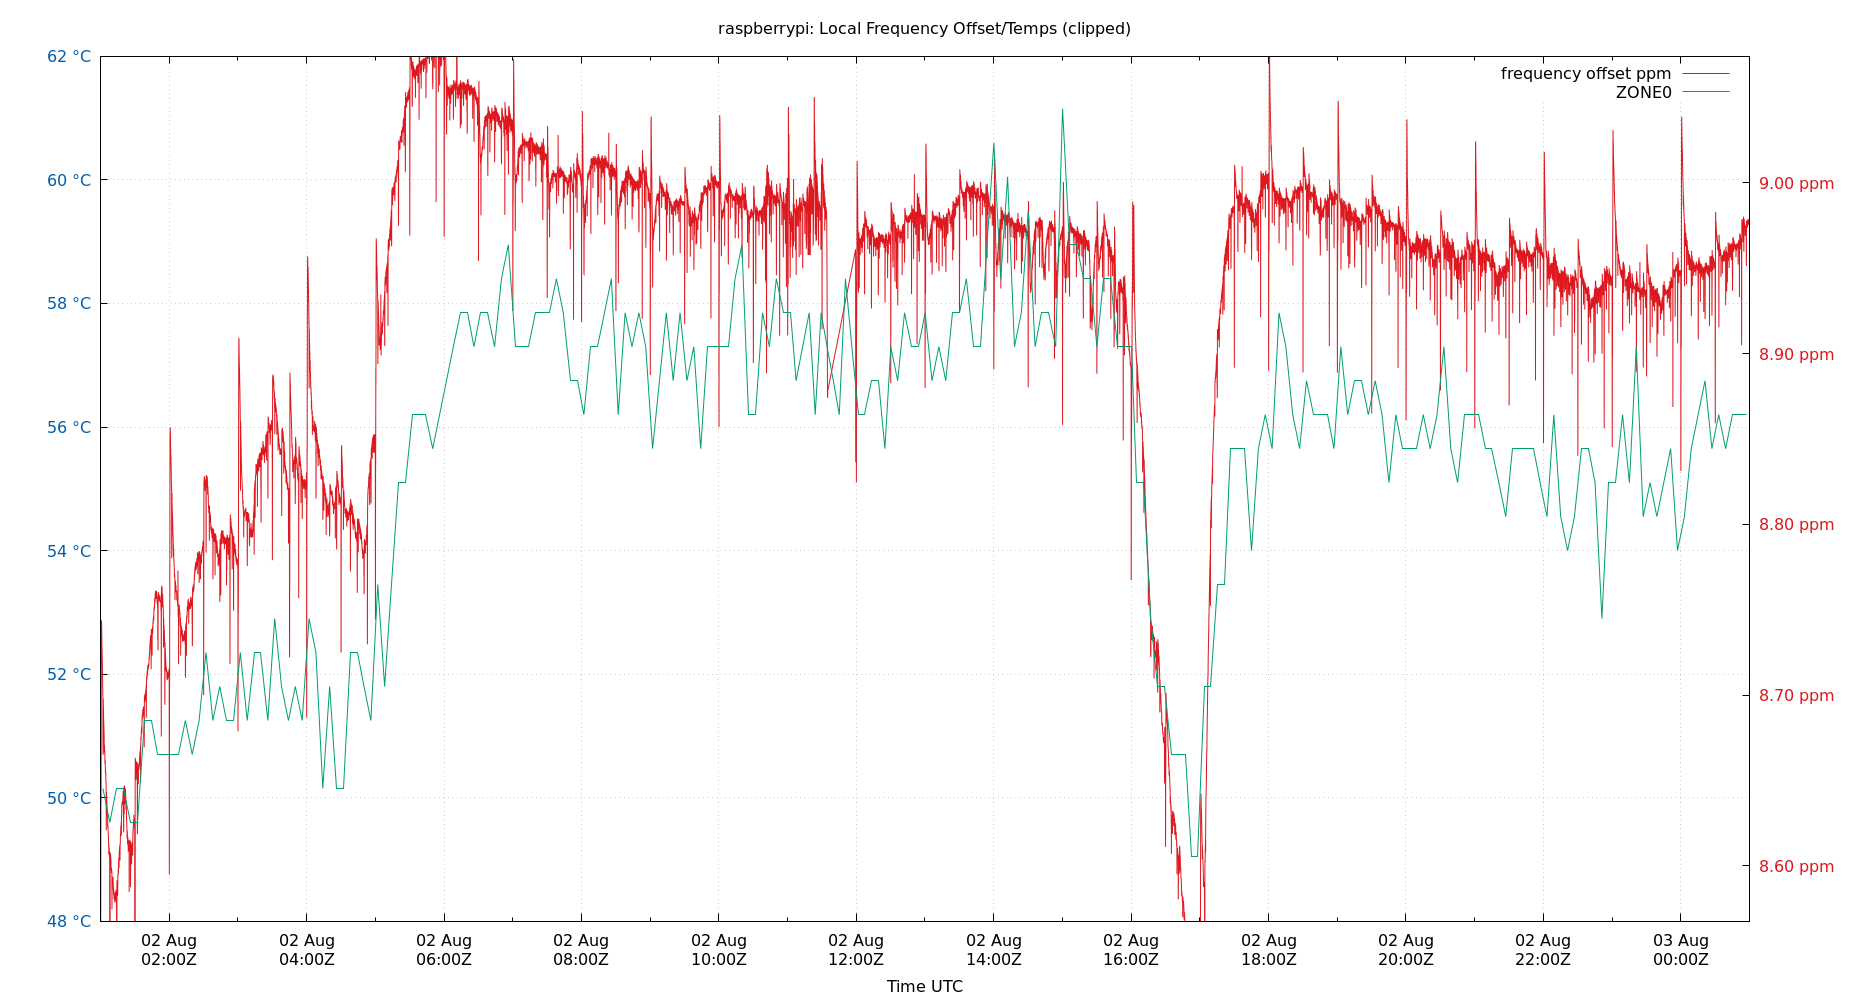 raspberrypi: Local Frequency Offset/Temps (clipped)
62 °C
60 °C
58 °C
56 °C
54 °C
52 °C
50 °C
48 °C
frequency offset ppm
ZONE0
9.00 ppm
8.90 ppm
8.80 ppm
8.70 ppm
8.60 ppm
02 Aug 02 Aug 02 Aug 02 Aug 02 Aug 02 Aug 02 Aug 02 Aug 02 Aug 02 Aug 02 Aug 03 Aug
02:00Z 04:00Z 06:00Z 08:00Z 10:00Z 12:00Z 14:00Z 16:00Z 18:00Z 20:00Z 22:00Z 00:00Z
Time UTC